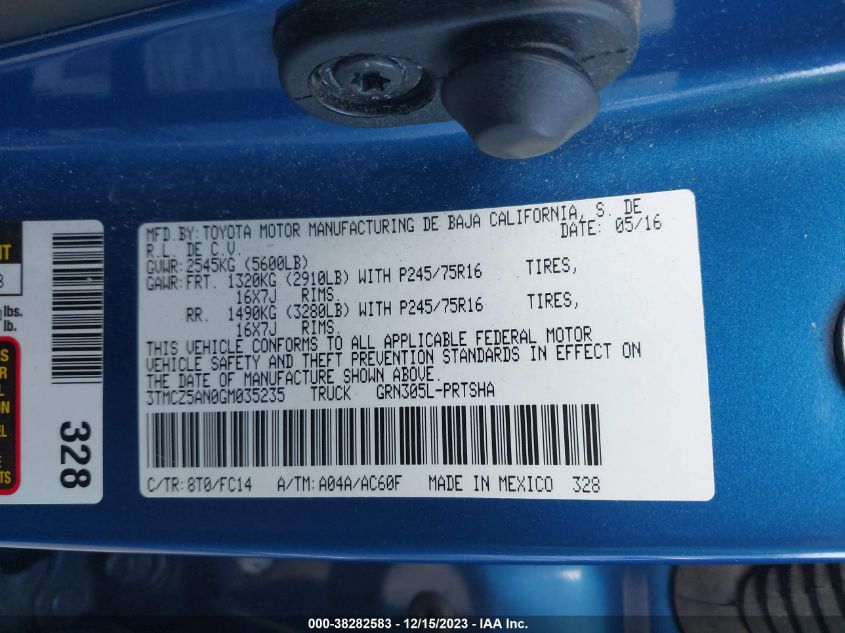 MFD.BY:TOYOTA MOTOR MANUFACTURING DE BAJA CALIFORNIA, S. DE
R.L. DE C.V. DATE: 05/16
GVWR:2545KG (5600LB)
GAWR:FRT. 1320KG (2910LB) WITH P245/75R16 TIRES,
16X7J RIMS.
RR. 1490KG (3280LB) WITH P245/75R16 TIRES,
16X7J RIMS.
THIS VEHICLE CONFORMS TO ALL APPLICABLE FEDERAL MOTOR
VEHICLE SAFETY AND THEFT PREVENTION STANDARDS IN EFFECT ON
THE DATE OF MANUFACTURE SHOWN ABOVE.
3TMCZ5AN0GM035235 TRUCK GRN305L-PRTSHA
C/TR:8T0/FC14 A/TM:A04A/AC60F MADE IN MEXICO 328
lbs.
lb.
328
000-38282583 - 12/15/2023 - IAA Inc.